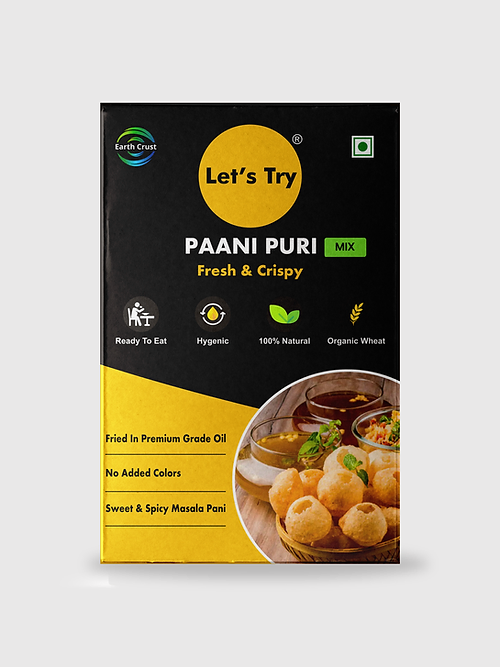 Earth Crust
®
Let's Try
PAANI PURI MIX
Fresh & Crispy
Ready To Eat
Hygenic
100% Natural
Organic Wheat
Fried In Premium Grade Oil
No Added Colors
Sweet & Spicy Masala Pani